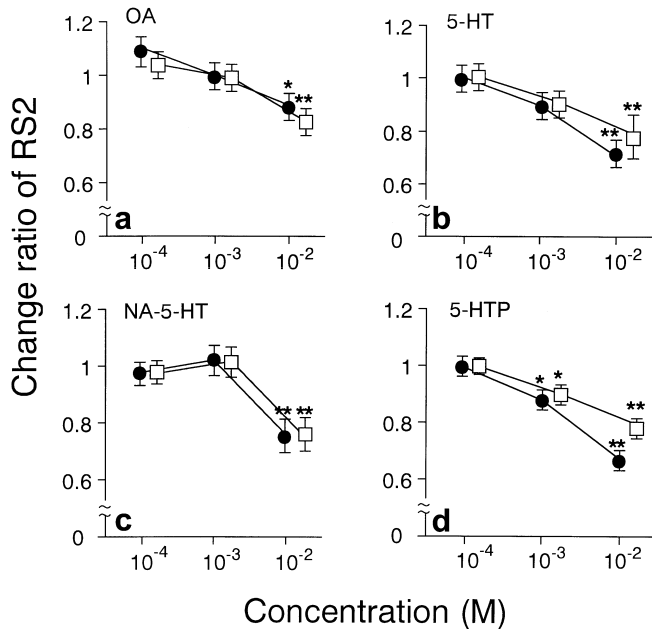 Change ratio of RS2
OA
1.2
1
0.8
0.6
0
≈
a
*
**
10⁻⁴ 10⁻³ 10⁻²
5-HT
1.2
1
0.8
0.6
0
≈
b
**
**
10⁻⁴ 10⁻³ 10⁻²
NA-5-HT
1.2
1
0.8
0.6
0
≈
c
** **
10⁻⁴ 10⁻³ 10⁻²
5-HTP
1.2
1
0.8
0.6
0
≈
d
* *
**
**
10⁻⁴ 10⁻³ 10⁻²
Concentration (M)